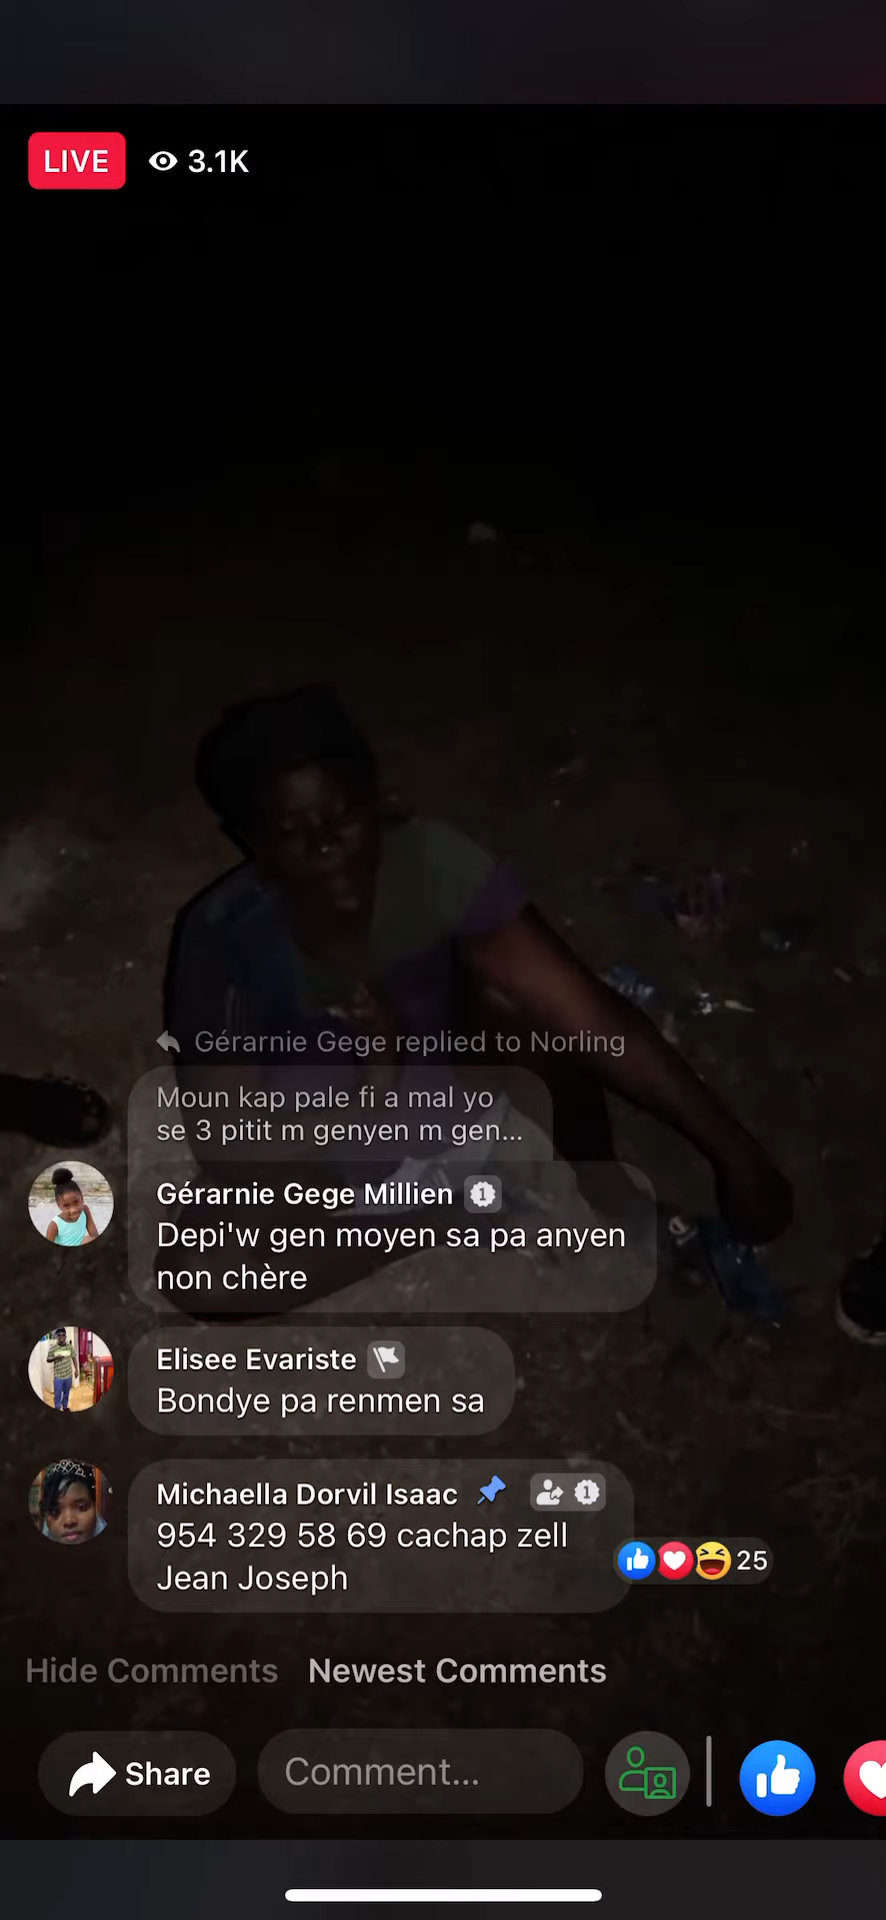 LIVE 3.1K
Gérarnie Gege replied to Norling
Moun kap pale fi a mal yo
se 3 pitit m genyen m gen...
Gérarnie Gege Millien 1
Depi'w gen moyen sa pa anyen
non chère
Elisee Evariste
Bondye pa renmen sa
Michaella Dorvil Isaac 1
954 329 58 69 cachap zell
Jean Joseph
25
Hide Comments Newest Comments
Share Comment...